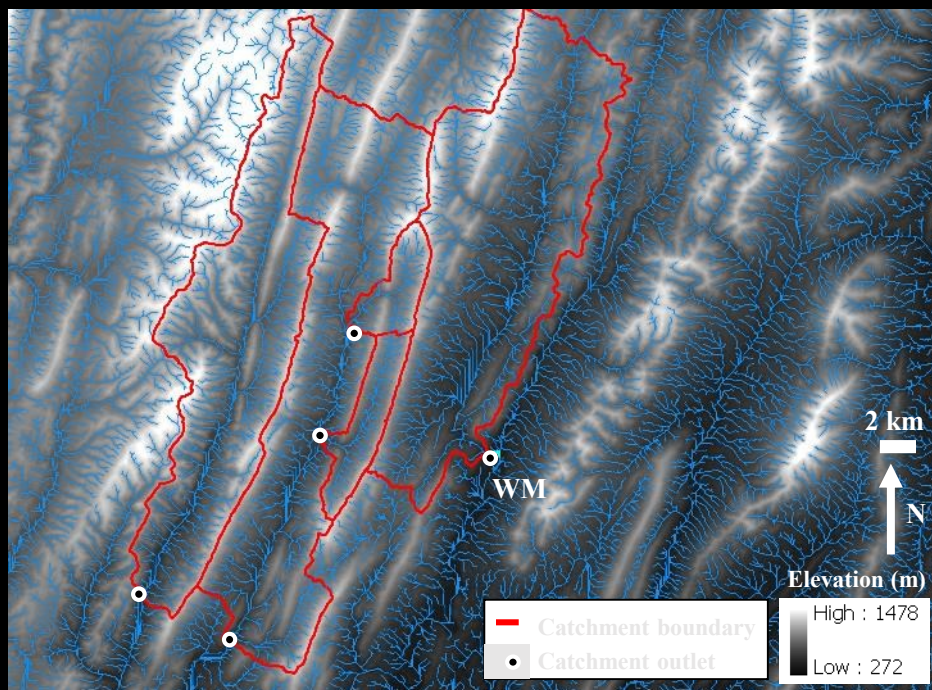 WM
2 km
N
Elevation (m)
High : 1478
Low : 272
Catchment boundary
Catchment outlet